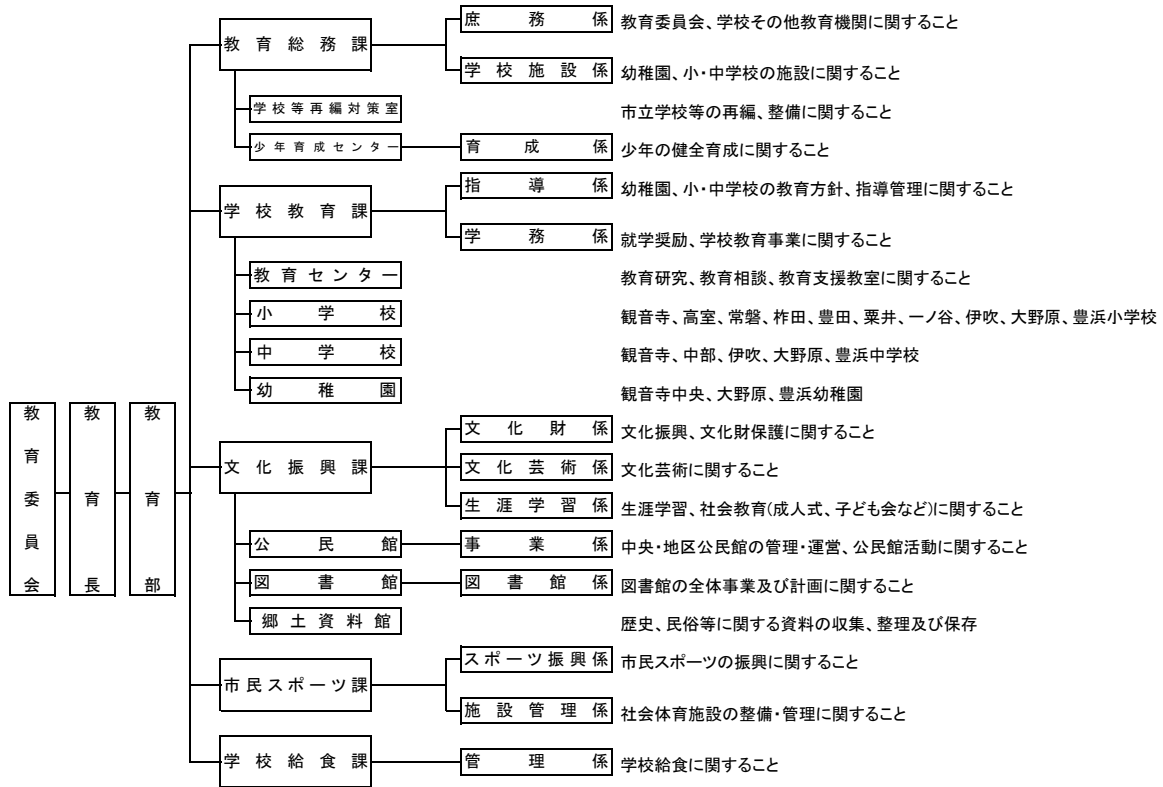 庶務係 教育委員会、学校その他教育機関に関すること
教育総務課
学校施設係 幼稚園、小・中学校の施設に関すること
学校等再編対策室 市立学校等の再編、整備に関すること
少年育成センター 育成係 少年の健全育成に関すること
指導係 幼稚園、小・中学校の教育方針、指導管理に関すること
学校教育課
学務係 就学奨励、学校教育事業に関すること
教育センター 教育研究、教育相談、教育支援教室に関すること
小学校 観音寺、高室、常磐、柞田、豊田、粟井、一ノ谷、伊吹、大野原、豊浜小学校
中学校 観音寺、中部、伊吹、大野原、豊浜中学校
幼稚園 観音寺中央、大野原、豊浜幼稚園
教育委員会
教育長
教育部
文化財係 文化振興、文化財保護に関すること
文化振興課 文化芸術係 文化芸術に関すること
生涯学習係 生涯学習、社会教育(成人式、子ども会など)に関すること
公民館 事業係 中央・地区公民館の管理・運営、公民館活動に関すること
図書館 図書館係 図書館の全体事業及び計画に関すること
郷土資料館 歴史、民俗等に関する資料の収集、整理及び保存
スポーツ振興係 市民スポーツの振興に関すること
市民スポーツ課
施設管理係 社会体育施設の整備・管理に関すること
学校給食課 管理係 学校給食に関すること